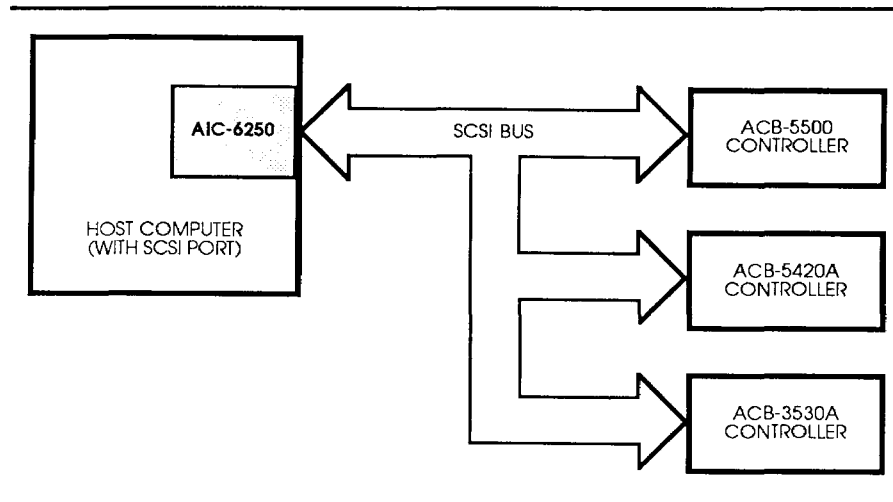 AIC-6250
HOST COMPUTER
(WITH SCSI PORT)
SCSI BUS
ACB-5500
CONTROLLER
ACB-5420A
CONTROLLER
ACB-3530A
CONTROLLER